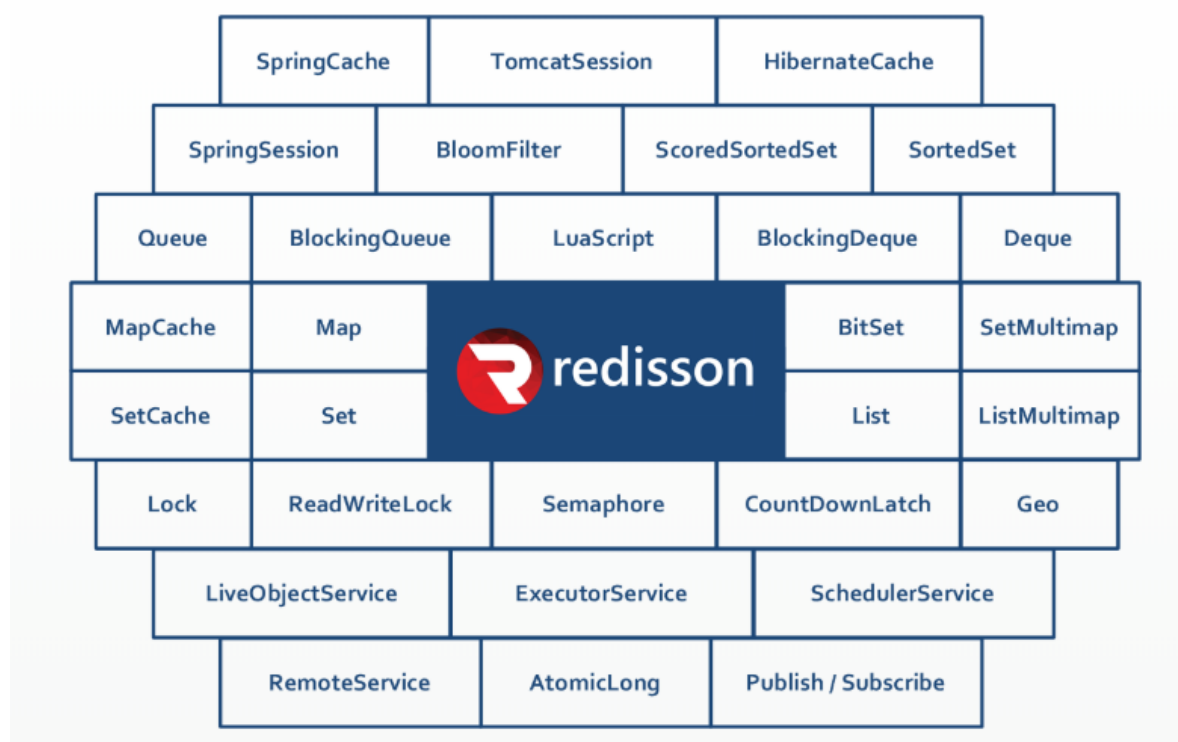 SpringCache TomcatSession HibernateCache
SpringSession BloomFilter ScoredSortedSet SortedSet
Queue BlockingQueue LuaScript BlockingDeque Deque
MapCache Map BitSet SetMultimap
redisson
SetCache Set List ListMultimap
Lock ReadWriteLock Semaphore CountDownLatch Geo
LiveObjectService ExecutorService SchedulerService
RemoteService AtomicLong Publish / Subscribe